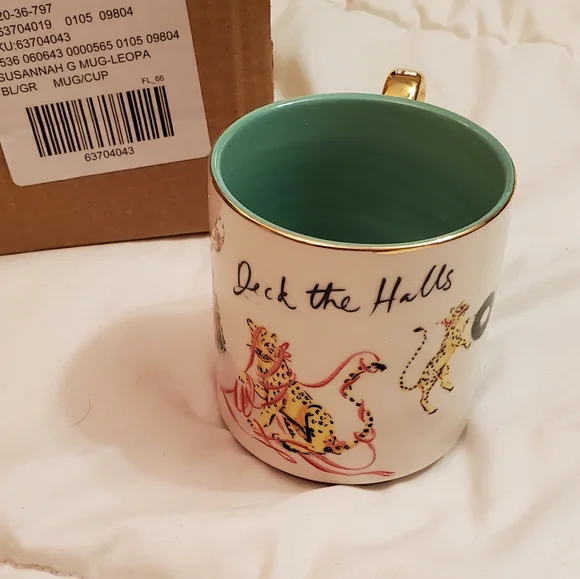 20-36-797
63704019 0105 09804
KU:63704043
536 060643 0000565 0105 09804
SUSANNAH G MUG-LEOPA
BL/GR MUG/CUP
FL_66
63704043
Deck the Halls